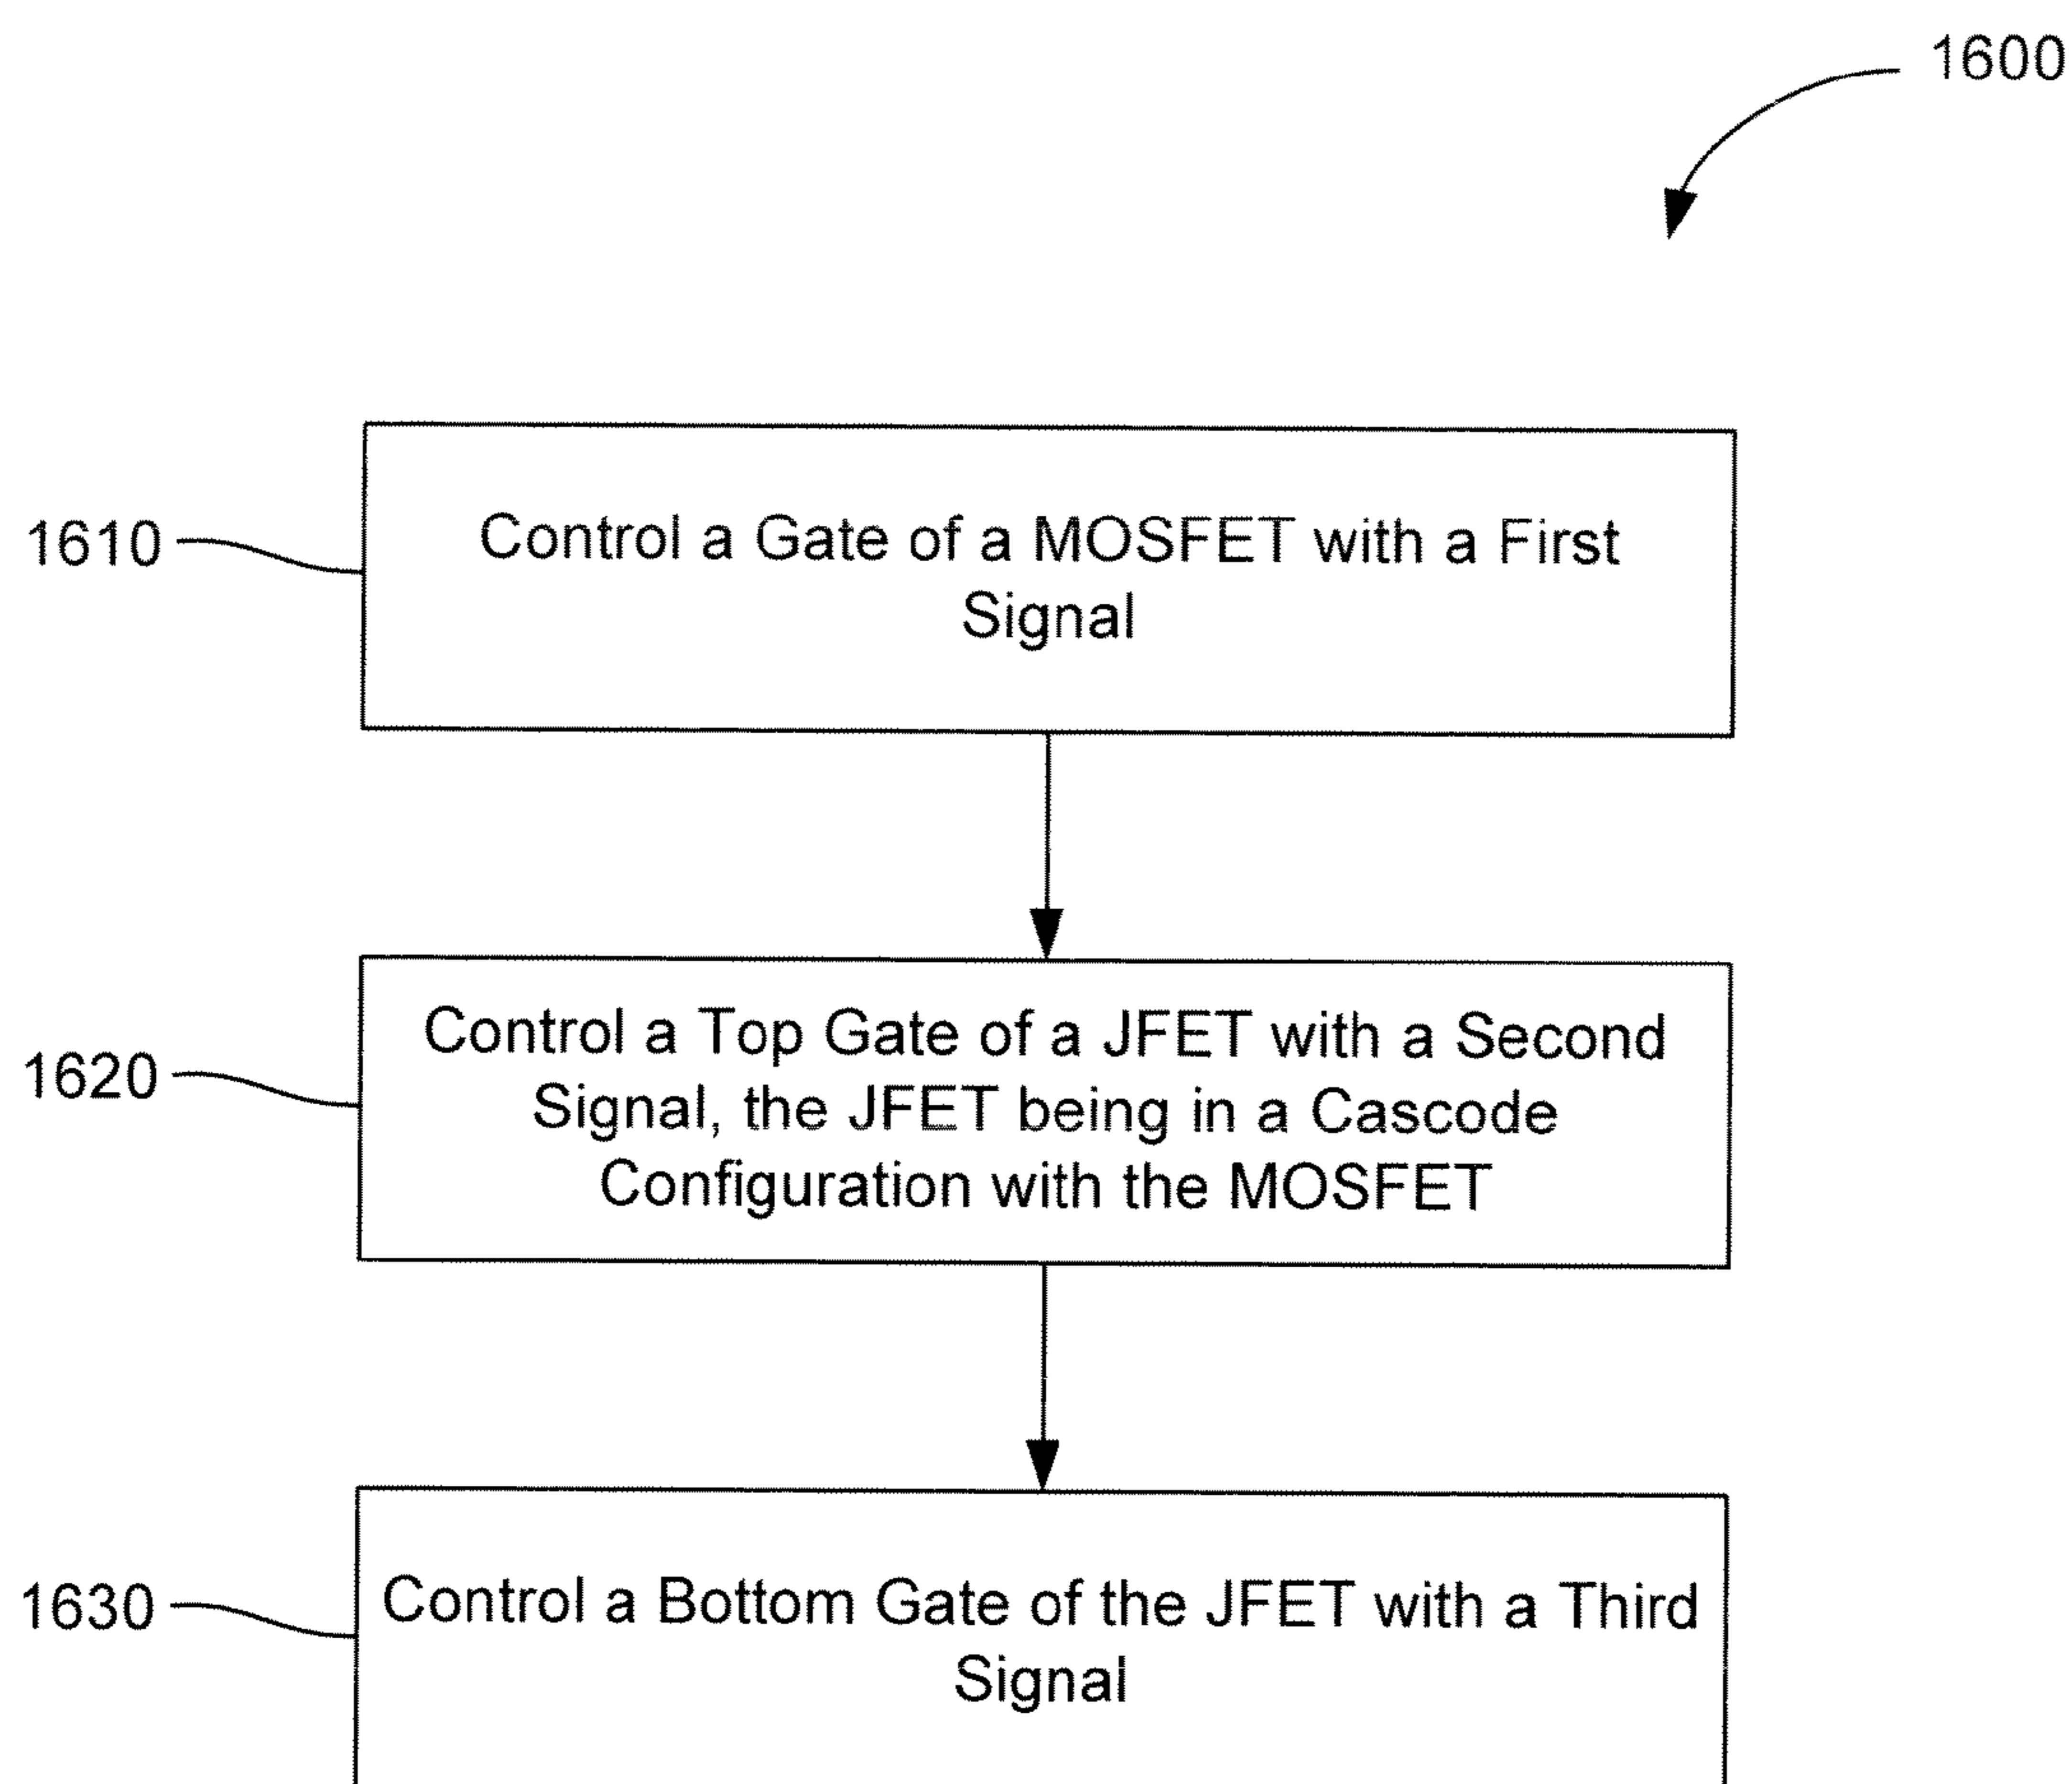 1600
1610
Control a Gate of a MOSFET with a First
Signal
1620
Control a Top Gate of a JFET with a Second
Signal, the JFET being in a Cascode
Configuration with the MOSFET
1630
Control a Bottom Gate of the JFET with a Third
Signal